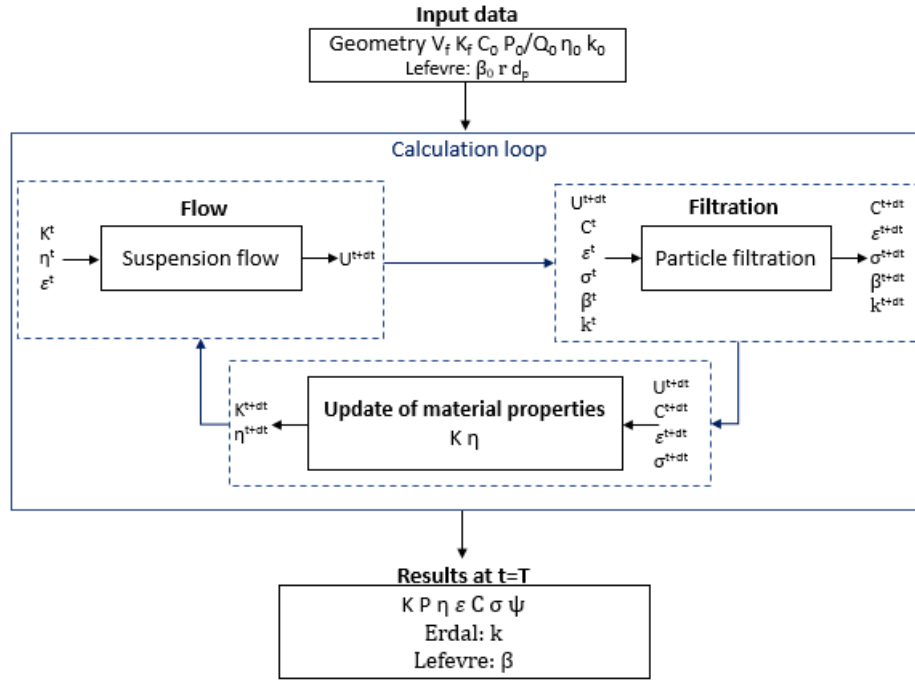 Input data
Geometry V_f K_f C_0 P_0/Q_0 η_0 k_0
Lefevre: β_0 r d_p
Calculation loop
Flow
K^t
η^t
ε^t
Suspension flow
U^{t+dt}
Filtration
U^{t+dt}
C^t
ε^t
σ^t
β^t
k^t
Particle filtration
C^{t+dt}
ε^{t+dt}
σ^{t+dt}
β^{t+dt}
k^{t+dt}
K^{t+dt}
η^{t+dt}
Update of material properties
K η
U^{t+dt}
C^{t+dt}
ε^{t+dt}
σ^{t+dt}
Results at t=T
K P η ε C σ ψ
Erdal: k
Lefevre: β